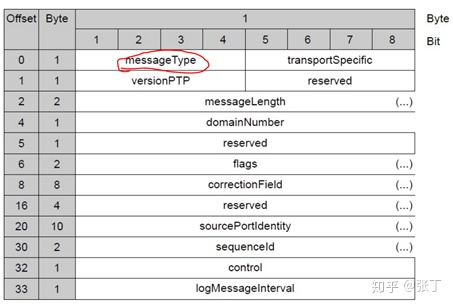 Offset Byte 1 Byte
1 2 3 4 5 6 7 8 Bit
0 1 messageType transportSpecific
1 1 versionPTP reserved
2 2 messageLength (...)
4 1 domainNumber
5 1 reserved
6 2 flags (...)
8 8 correctionField (...)
16 4 reserved (...)
20 10 sourcePortIdentity (...)
30 2 sequenceId (...)
32 1 control
33 1 logMessageInterval
知乎 @张丁